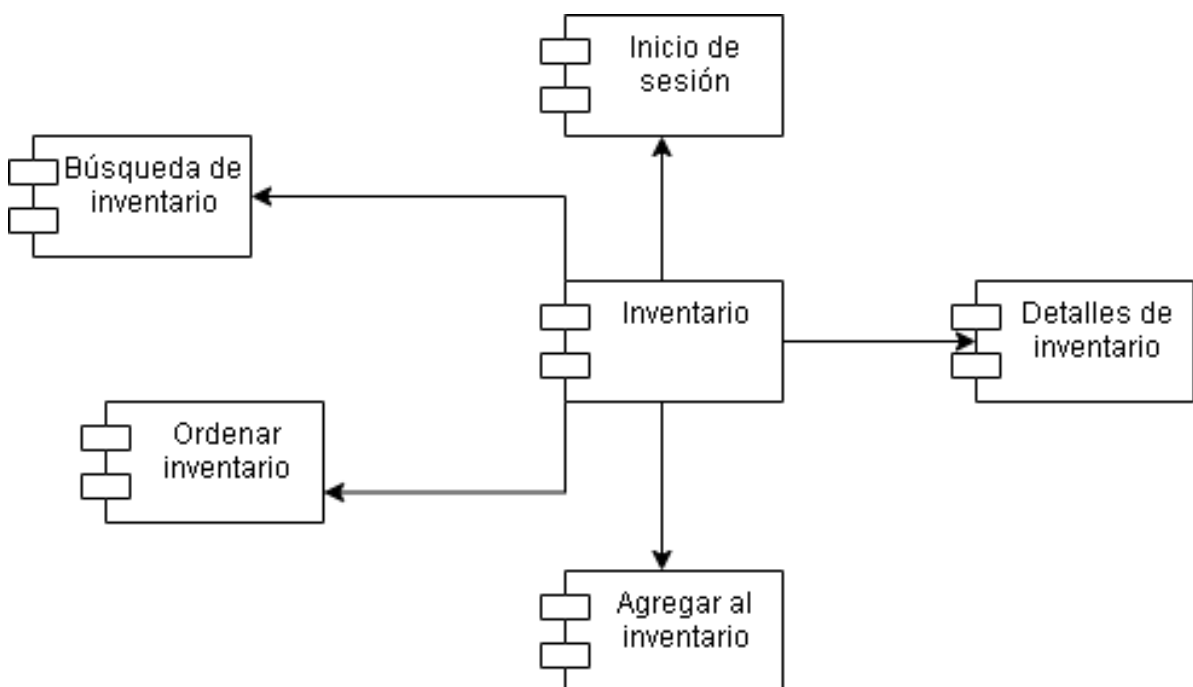 Inicio de
sesión
Búsqueda de
inventario
Inventario
Detalles de
inventario
Ordenar
inventario
Agregar al
inventario